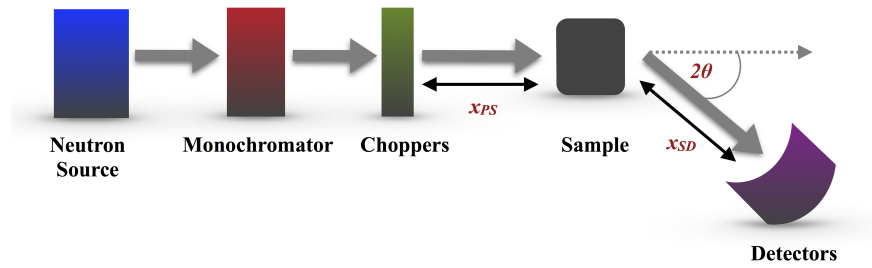 2θ
x_PS
Neutron
Source
Monochromator
Choppers
Sample
x_SD
Detectors